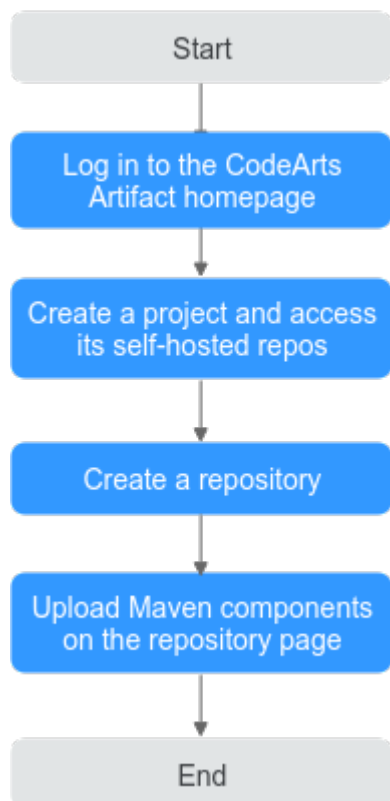 Start
Log in to the CodeArts
Artifact homepage
Create a project and access
its self-hosted repos
Create a repository
Upload Maven components
on the repository page
End